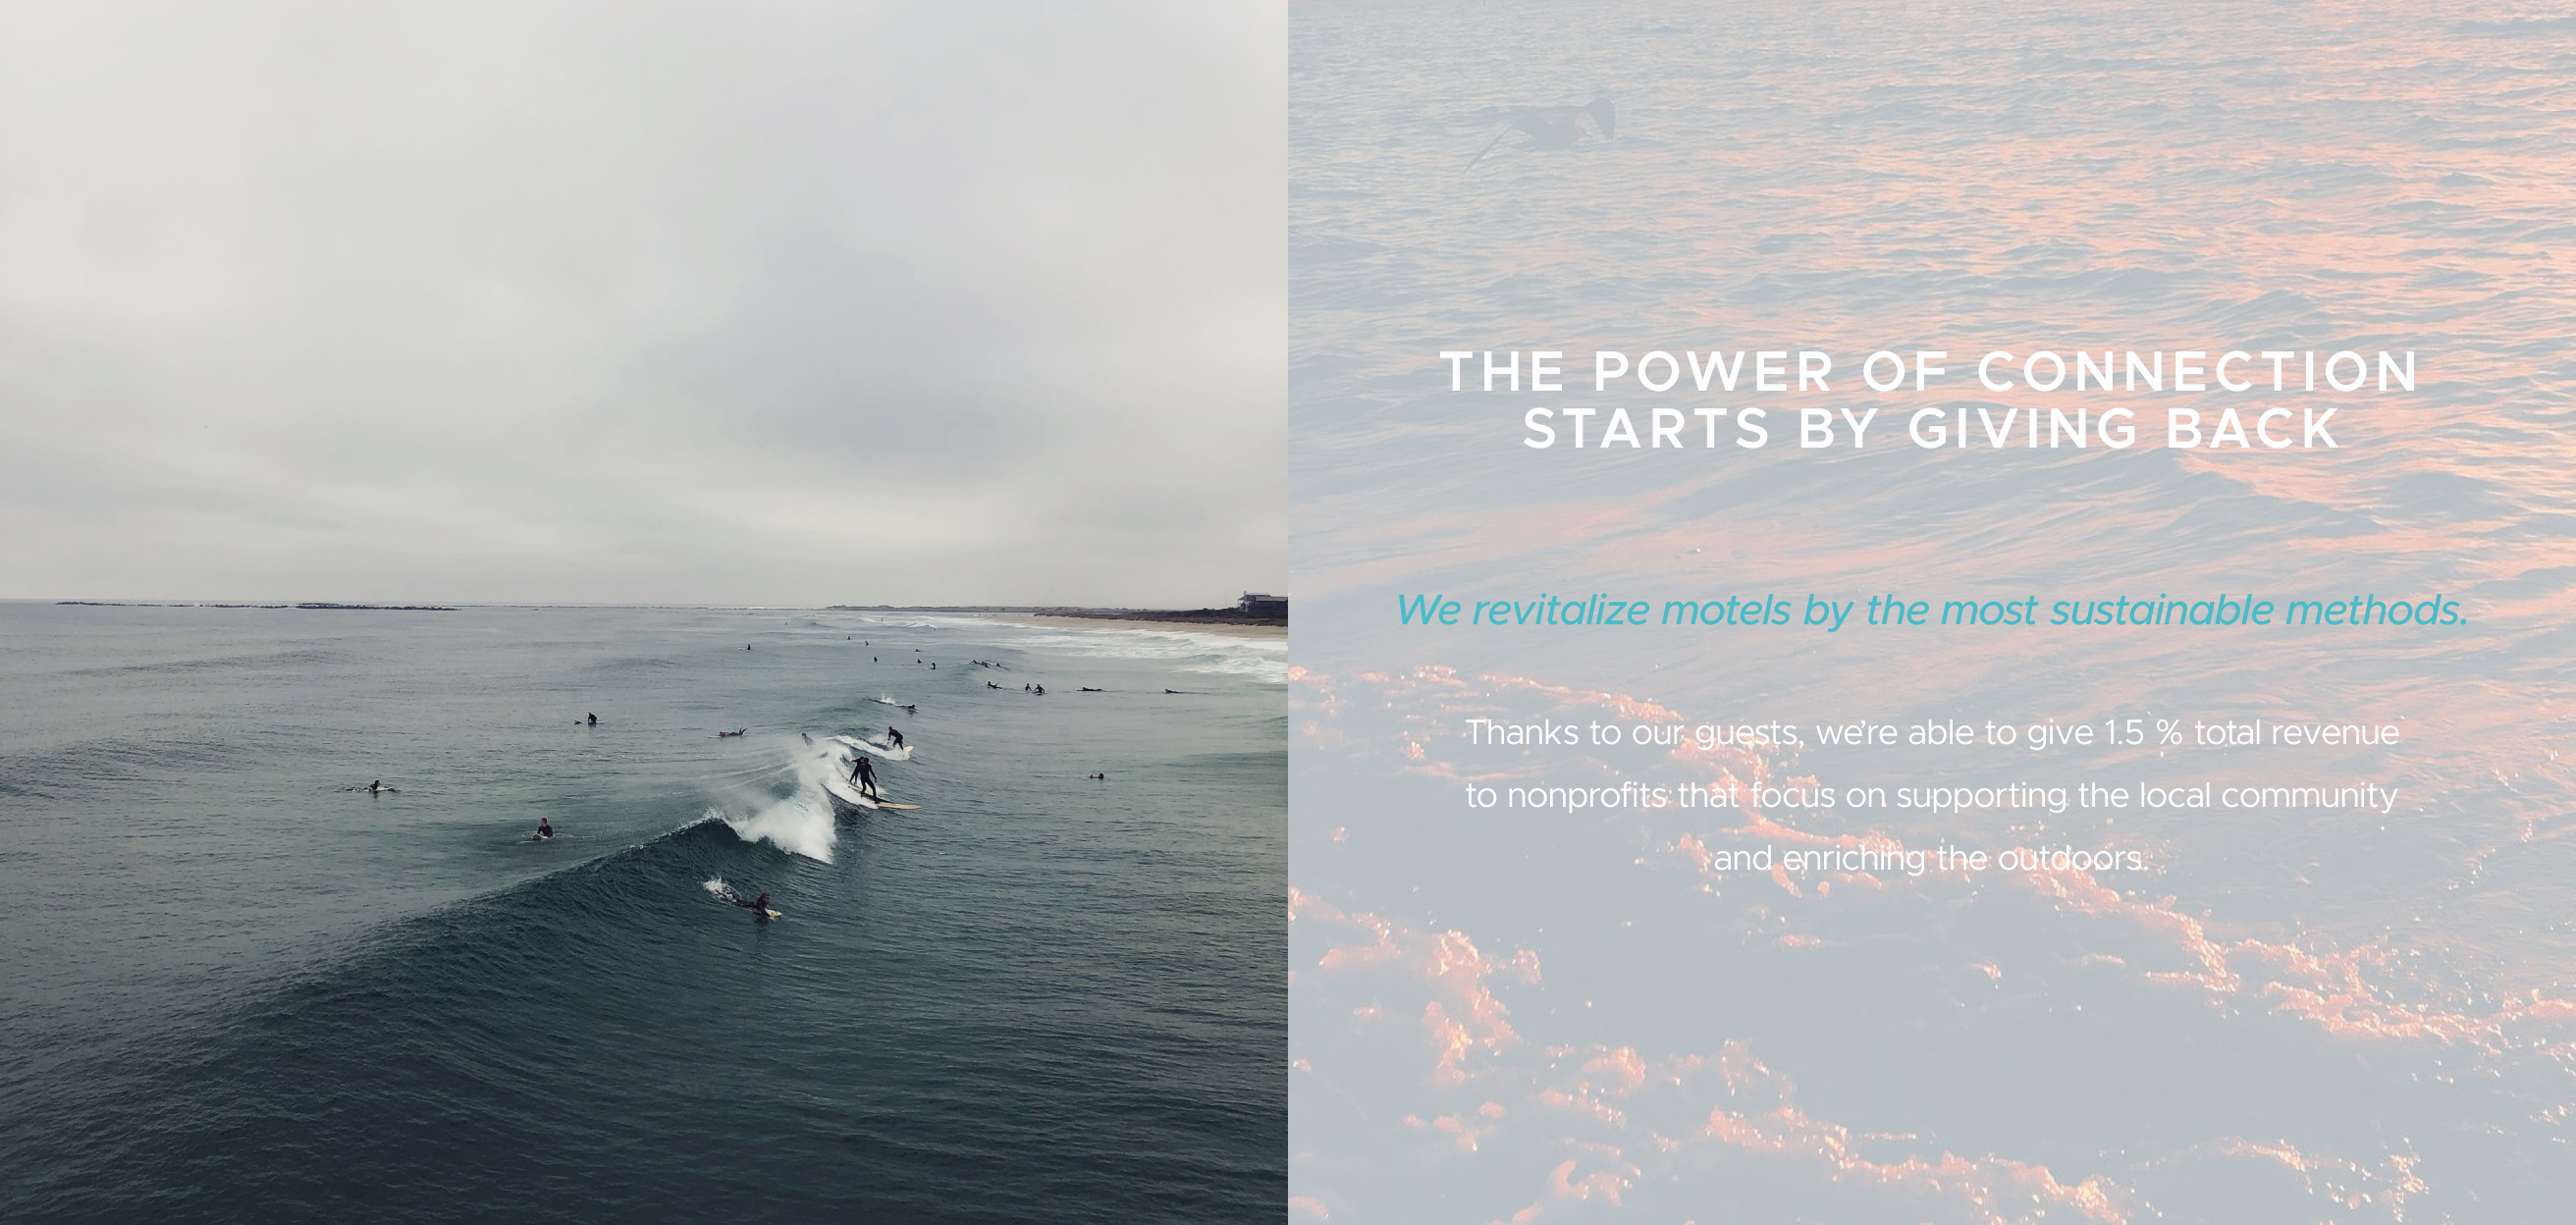 THE POWER OF CONNECTION
STARTS BY GIVING BACK
We revitalize motels by the most sustainable methods.
Thanks to our guests, we're able to give 1.5 % total revenue
to nonprofits that focus on supporting the local community
and enriching the outdoors.